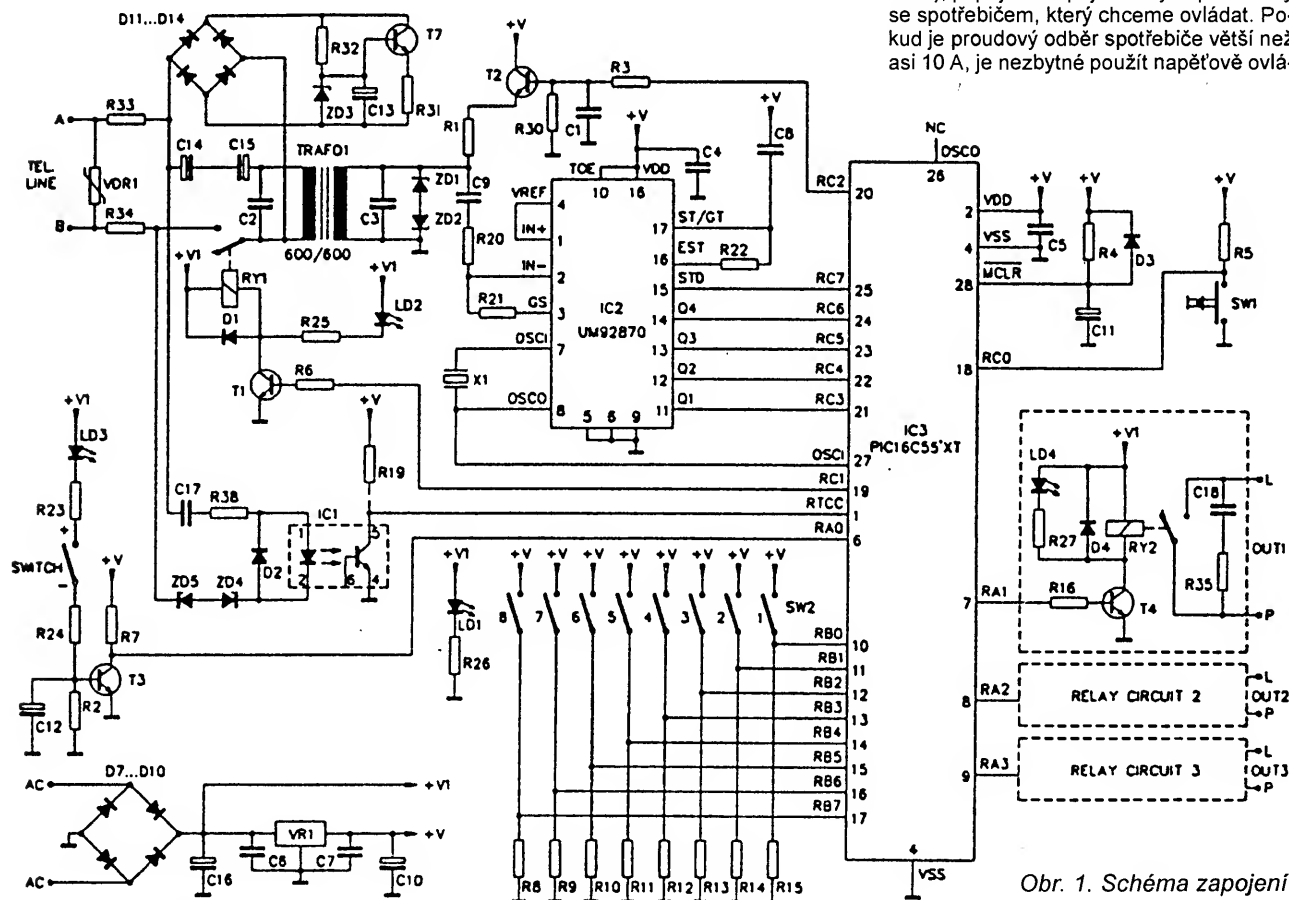 se spotřebičem, který chceme ovládat. Po-
kud je proudový odběr spotřebiče větší než
asi 10 A, je nezbytné použít napěťově ovlá-
D11...D14
R32
T7
ZD3
C13
R31
A
R33
C14
C15
TRAFO1
TEL.
LINE
VDR1
C2
C3
ZD1
ZD2
B
R34
600/600
+V
T2
R3
R1
R30
C1
+V
C4
+V
C8
C9
R20
R21
TOE
VDD
10
16
VREF
4
IN+
1
IN-
2
GS
3
OSCI
7
OSCO
8
X1
IC2
UM92870
5
6
9
ST/GT
17
EST
16
R22
STD
15
Q4
14
Q3
13
Q2
12
Q1
11
+V1
RY1
D1
R25
+V1
LD2
T1
R6
+V1
LD3
R23
+
SWITCH
-
R24
+V
R7
T3
C12
R2
C17
R38
D2
ZD5
ZD4
IC1
1
2
5
6
4
+V
R19
+V1
LD1
R26
+V
+V
+V
+V
+V
+V
+V
+V
8
7
6
5
4
3
2
1
SW2
R8
R9
R10
R11
R12
R13
R14
R15
NC
OSCO
26
RC2
20
RC7
25
RC6
24
RC5
23
RC4
22
RC3
21
OSCI
27
RC1
19
RTCC
1
RA0
6
RB0
10
RB1
11
RB2
12
RB3
13
RB4
14
RB5
15
RB6
16
RB7
17
IC3
PIC16C55'XT
4
VSS
VDD
2
VSS
4
MCLR
28
RC0
18
+V
C5
+V
R4
D3
C11
+V
R5
SW1
RA1
7
R16
T4
LD4
R27
+V1
D4
RY2
C18
R35
L
OUT1
P
RA2
8
RELAY CIRCUIT 2
L
OUT2
P
RA3
9
RELAY CIRCUIT 3
L
OUT3
P
D7...D10
AC
AC
C16
C6
VR1
C7
C10
+V1
+V
Obr. 1. Schéma zapojení